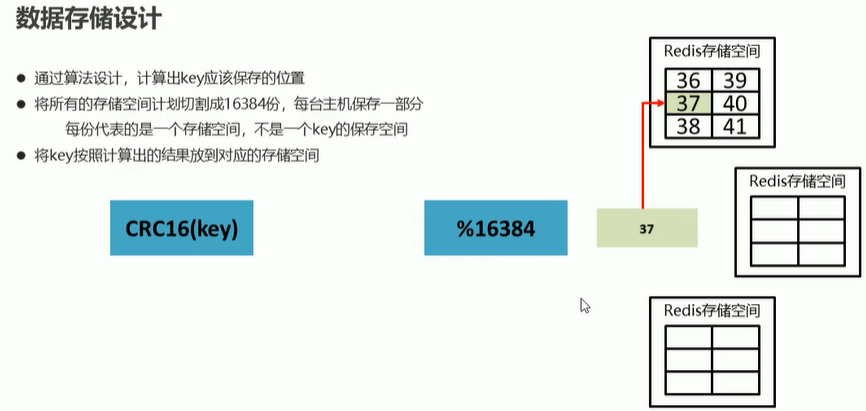 数据存储设计
● 通过算法设计，计算出key应该保存的位置
● 将所有的存储空间计划切割成16384份，每台主机保存一部分
每份代表的是一个存储空间，不是一个key的保存空间
● 将key按照计算出的结果放到对应的存储空间
CRC16(key)
%16384
37
Redis存储空间
36 39
37 40
38 41
Redis存储空间
Redis存储空间